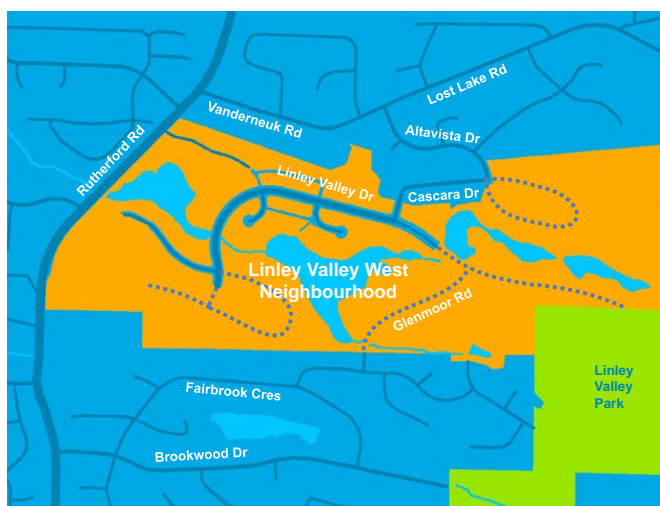 Lost Lake Rd
Vanderneuk Rd
Altavista Dr
Rutherford Rd
Linley Valley Dr
Cascara Dr
Linley Valley West
Neighbourhood
Glenmoor Rd
Linley
Valley
Park
Fairbrook Cres
Brookwood Dr